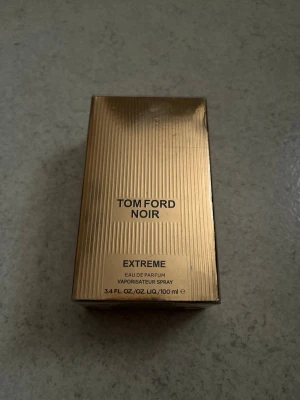 TOM FORD
NOIR
EXTREME
EAU DE PARFUM
VAPORISATEUR SPRAY
3.4 FL. OZ./OZ. LIQ./100 ml ℮